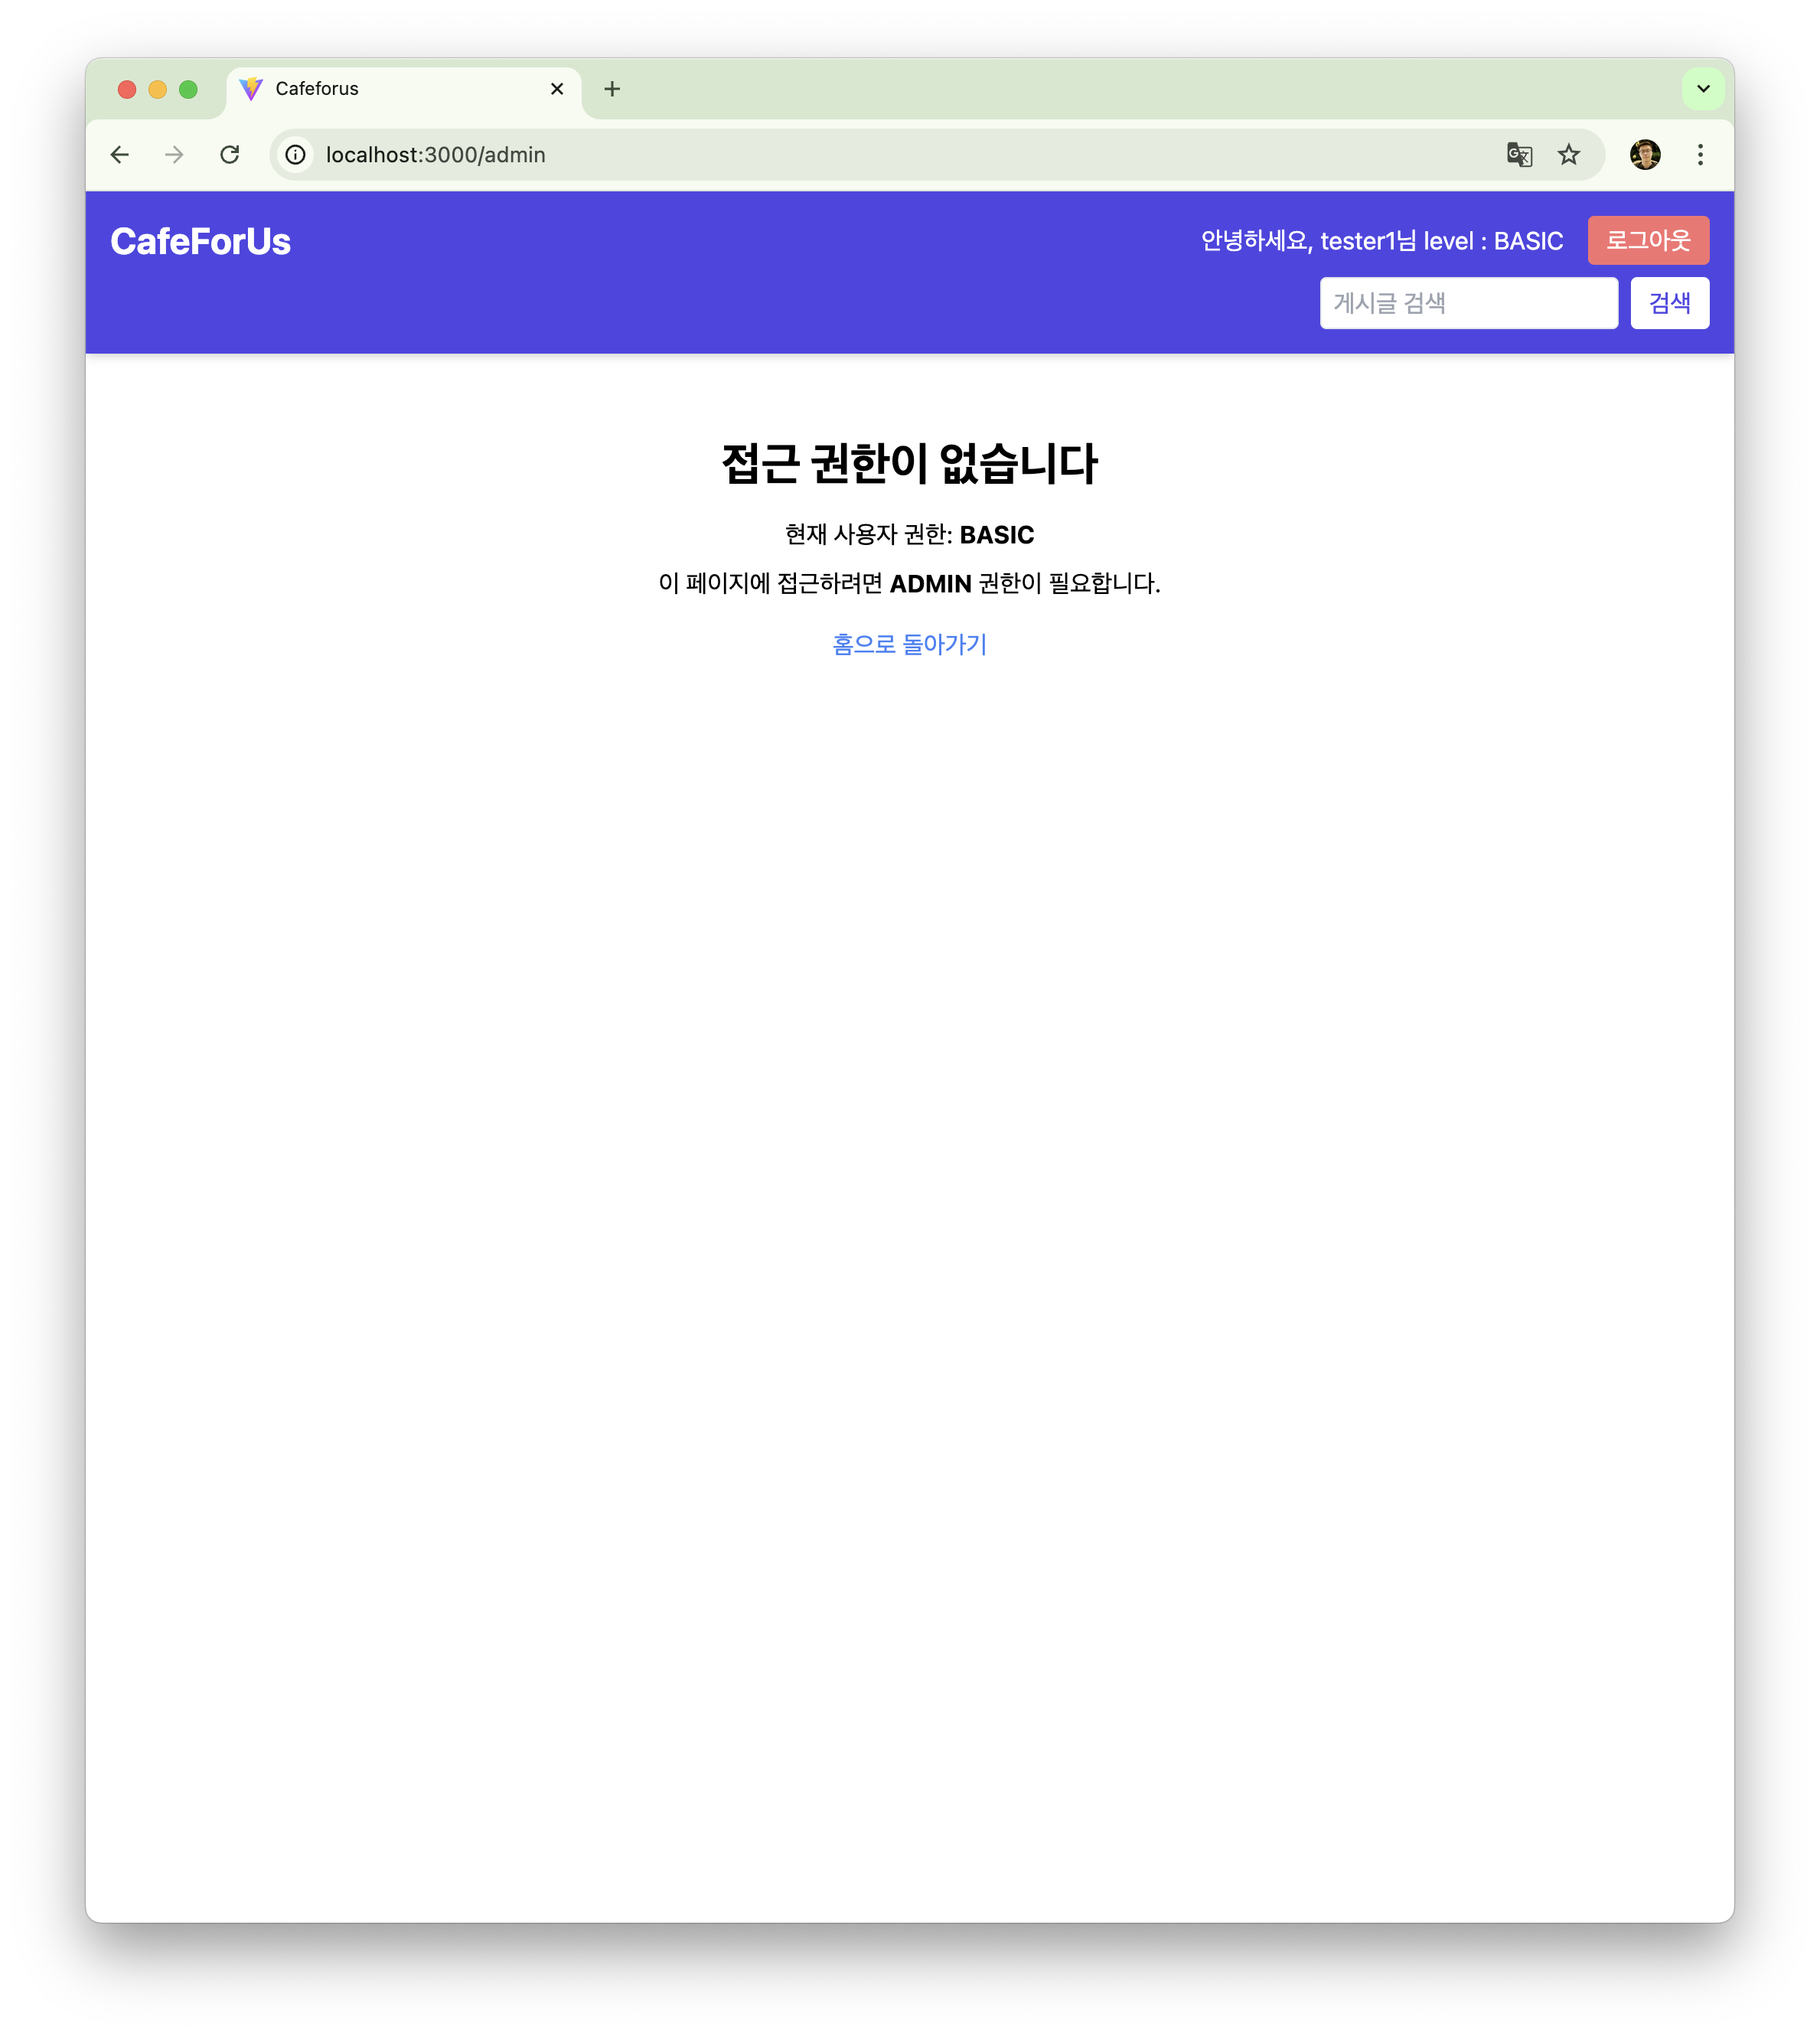 Cafeforus
localhost:3000/admin
CafeForUs
안녕하세요, tester1님 level : BASIC
로그아웃
게시글 검색
검색
접근 권한이 없습니다
현재 사용자 권한: BASIC
이 페이지에 접근하려면 ADMIN 권한이 필요합니다.
홈으로 돌아가기